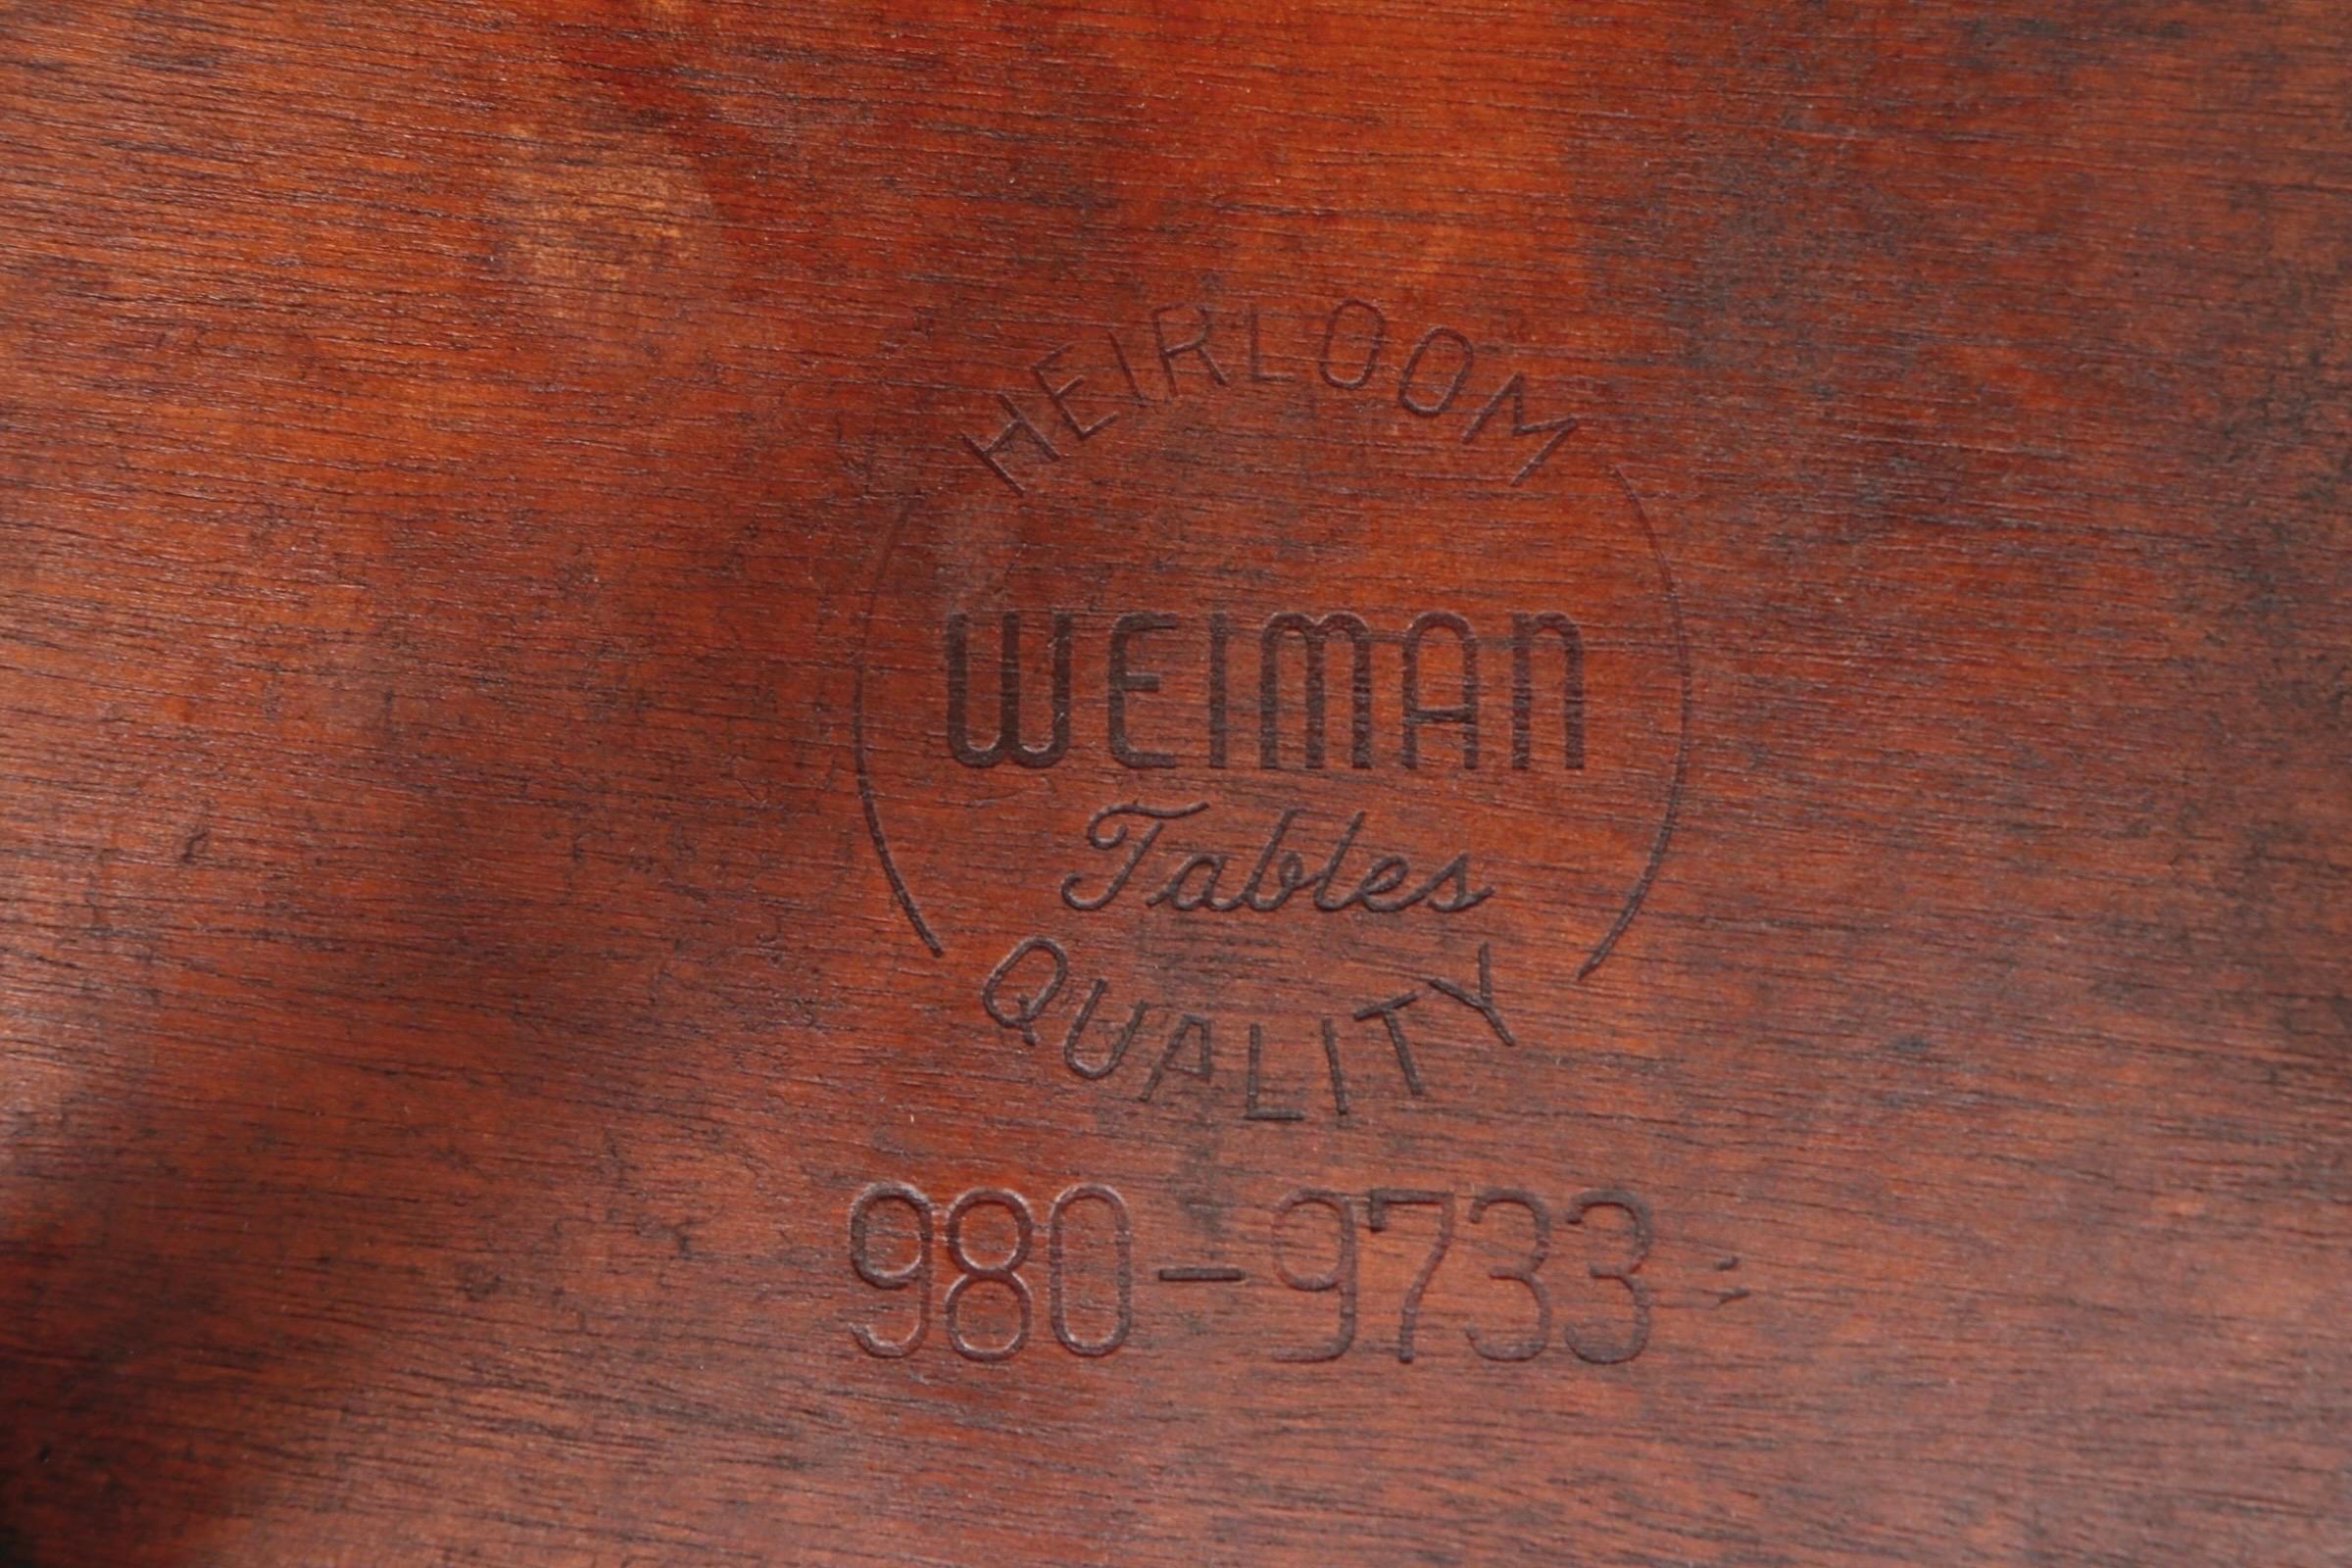 HEIRLOOM
WEIMAN
Tables
QUALITY
980-9733